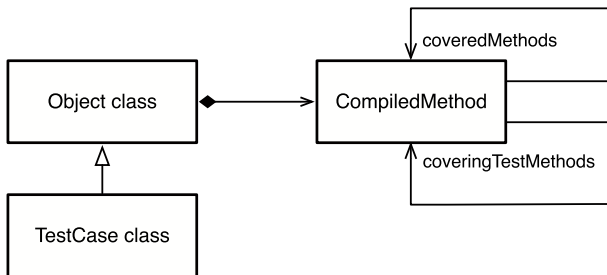 coveredMethods
Object class
CompiledMethod
coveringTestMethods
TestCase class